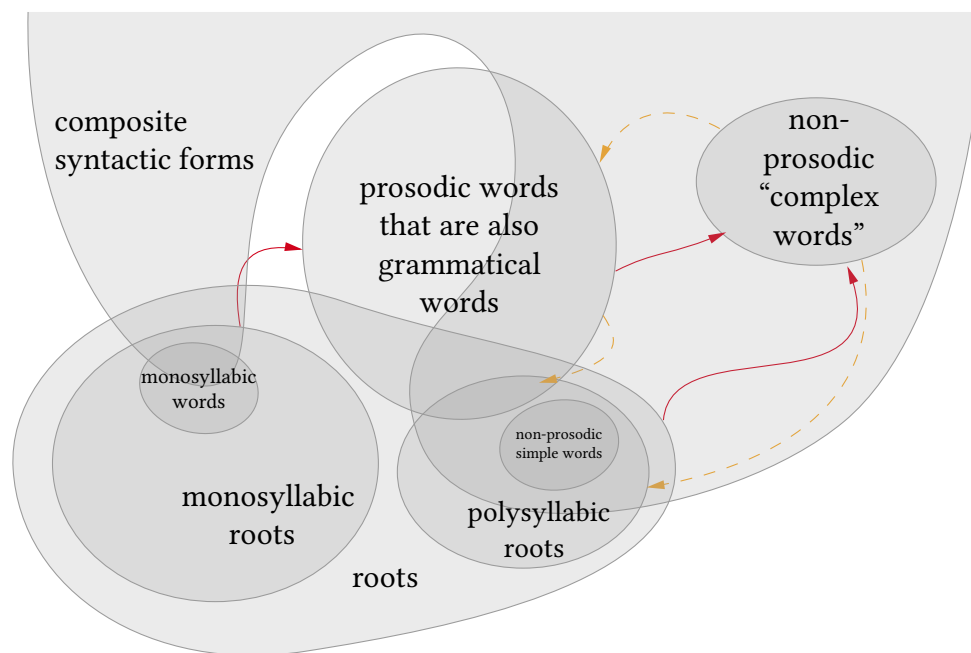 composite
syntactic forms
prosodic words
that are also
grammatical
words
non-
prosodic
“complex
words”
monosyllabic
words
non-prosodic
simple words
monosyllabic
roots
polysyllabic
roots
roots